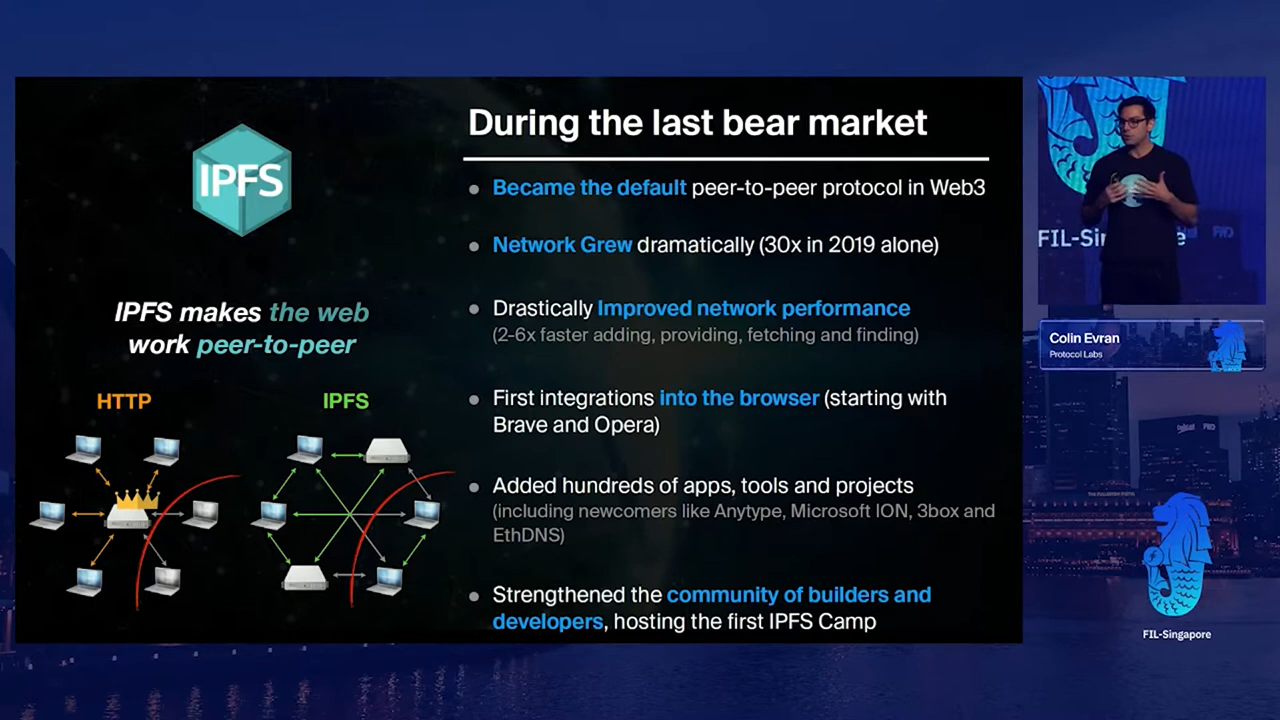 IPFS
IPFS makes the web
work peer-to-peer
HTTP
IPFS
During the last bear market
Became the default peer-to-peer protocol in Web3
Network Grew dramatically (30x in 2019 alone)
Drastically Improved network performance
(2-6x faster adding, providing, fetching and finding)
First integrations into the browser (starting with
Brave and Opera)
Added hundreds of apps, tools and projects
(including newcomers like Anytype, Microsoft ION, 3box and
EthDNS)
Strengthened the community of builders and
developers, hosting the first IPFS Camp
FWD
Colin Evran
Protocol Labs
FWD
FIL-Singapore